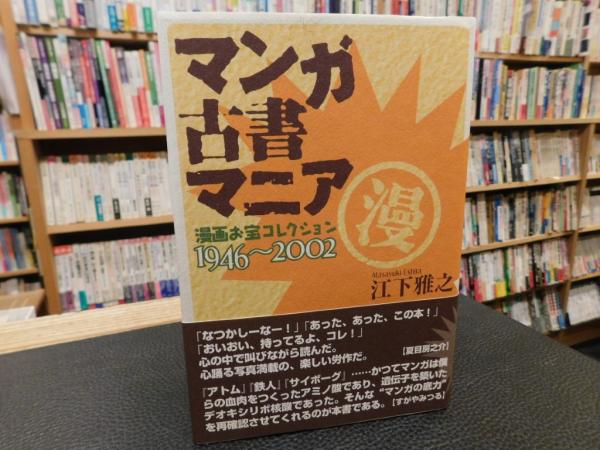 マンガ
古書
マニア
漫画お宝コレクション
1946～2002
漫
Masayuki Eshita
江下雅之
「なつかしーなー！」「あった、あった、この本！」
「おいおい、持ってるよ、コレ！」
心の中で叫びながら読んだ。
心踊る写真満載の、楽しい労作だ。
【夏目房之介】
『アトム』『鉄人』『サイボーグ』……かつてマンガは僕
らの血肉をつくったアミノ酸であり、遺伝子を築いた
デオキシリボ核酸であった。そんな“マンガの底力”
を再確認させてくれるのが本書である。【すがやみつる】